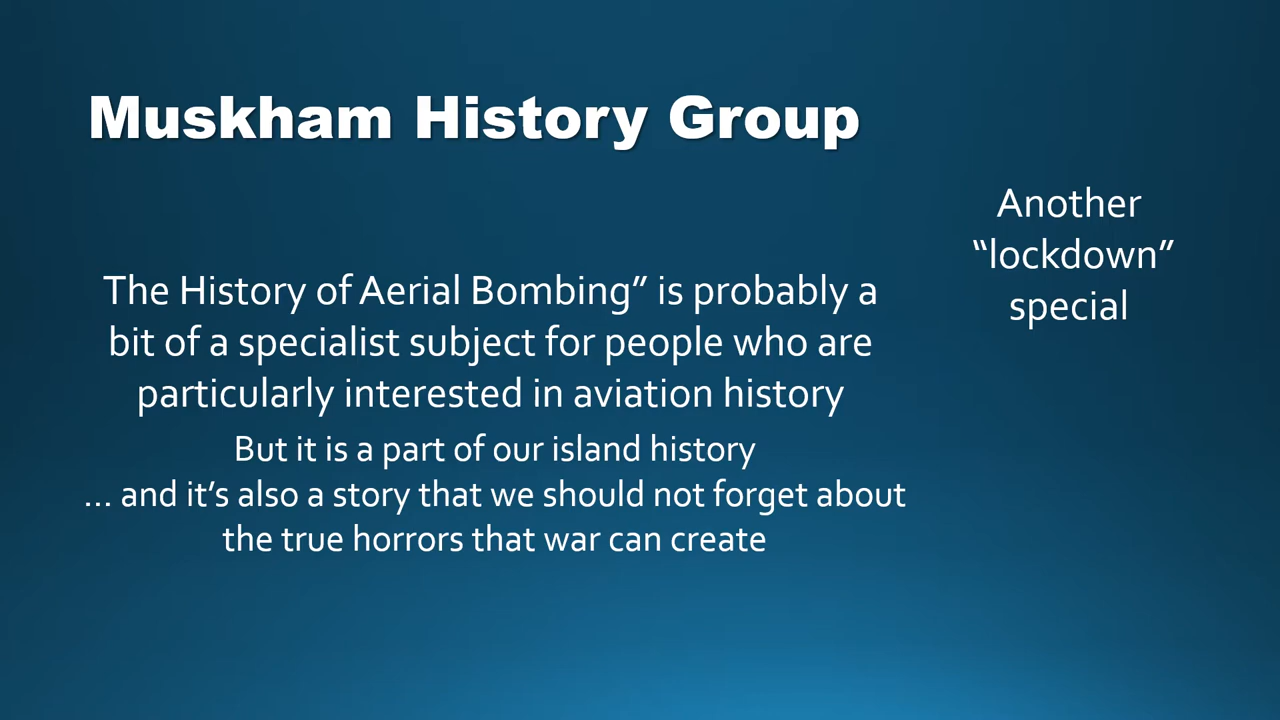 Muskham History Group
Another
“lockdown”
special
The History of Aerial Bombing” is probably a
bit of a specialist subject for people who are
particularly interested in aviation history
But it is a part of our island history
... and it’s also a story that we should not forget about
the true horrors that war can create